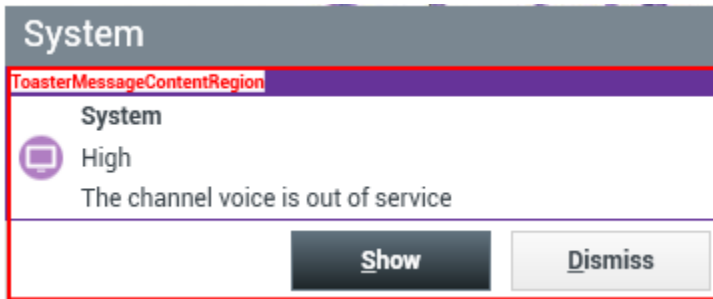 System
ToasterMessageContentRegion
System
High
The channel voice is out of service
Show
Dismiss